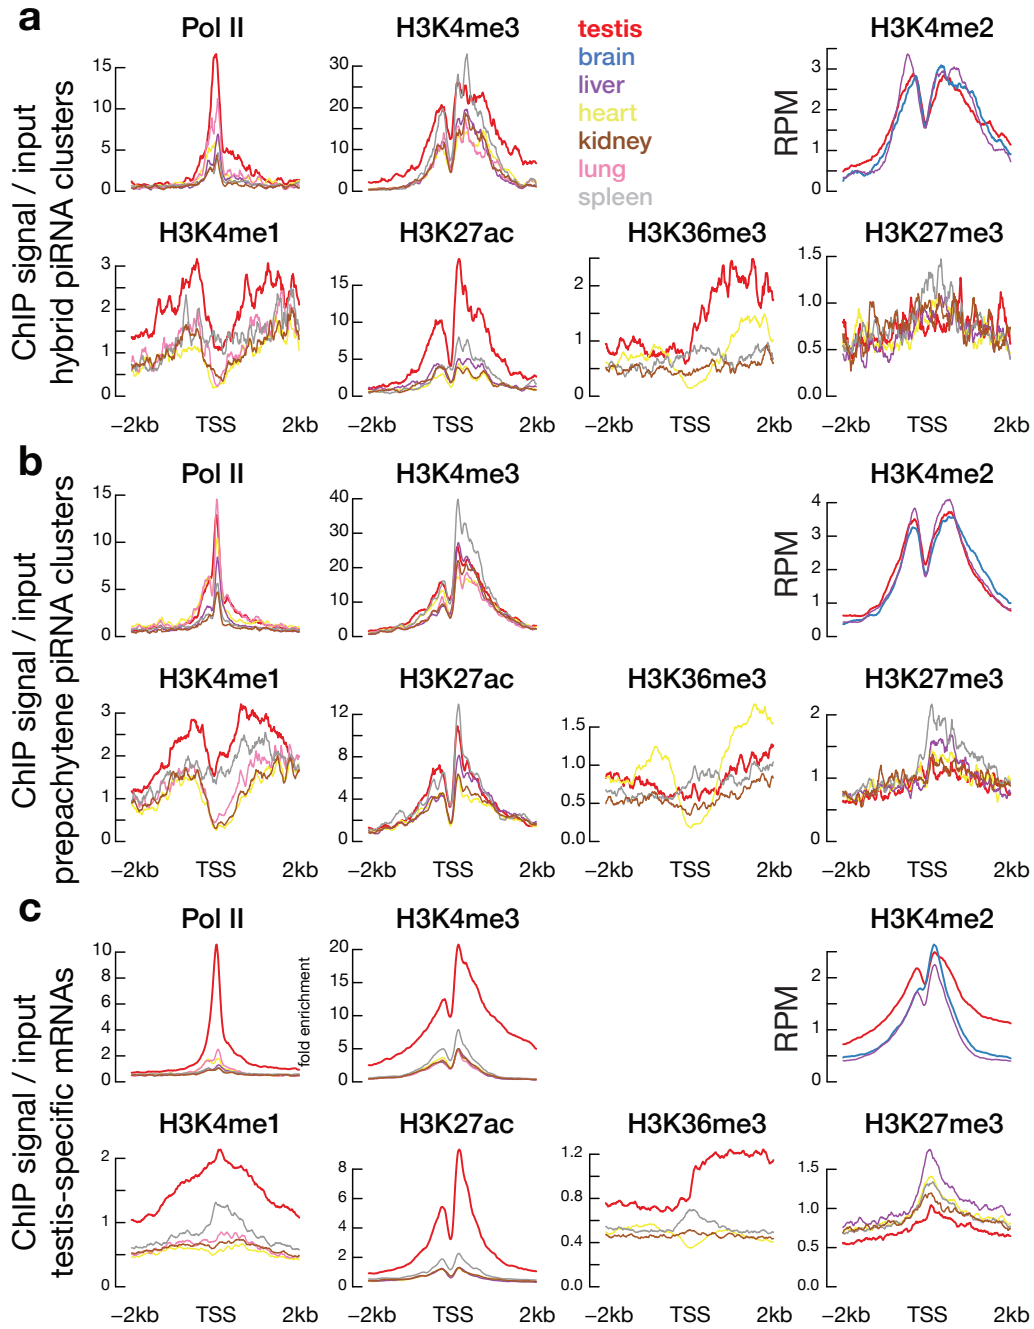 a
Pol II
H3K4me3
testis
brain
liver
heart
kidney
lung
spleen
H3K4me2
ChIP signal / input
hybrid piRNA clusters
15
10
5
0
30
20
10
0
RPM
3
2
1
0
H3K4me1
H3K27ac
H3K36me3
H3K27me3
3
2
1
0
15
10
5
0
2.5
1.5
0.5
0
1.5
1.0
0.5
0.0
−2kb TSS 2kb
−2kb TSS 2kb
−2kb TSS 2kb
−2kb TSS 2kb
b
Pol II
H3K4me3
H3K4me2
ChIP signal / input
prepachytene piRNA clusters
15
10
5
0
40
30
20
10
0
RPM
4
3
2
1
0
H3K4me1
H3K27ac
H3K36me3
H3K27me3
3
2
1
0
12
8
4
0
1.5
1.0
0.5
0.0
2
1
0
−2kb TSS 2kb
−2kb TSS 2kb
−2kb TSS 2kb
−2kb TSS 2kb
c
Pol II
H3K4me3
H3K4me2
ChIP signal / input
testis-specific mRNAs
10
8
6
4
2
0
fold enrichment
20
15
10
5
0
RPM
2
1
0
H3K4me1
H3K27ac
H3K36me3
H3K27me3
2
1
0
8
6
4
2
0
1.2
0.8
0.4
0.0
1.5
1.0
0.5
0.0
−2kb TSS 2kb
−2kb TSS 2kb
−2kb TSS 2kb
−2kb TSS 2kb